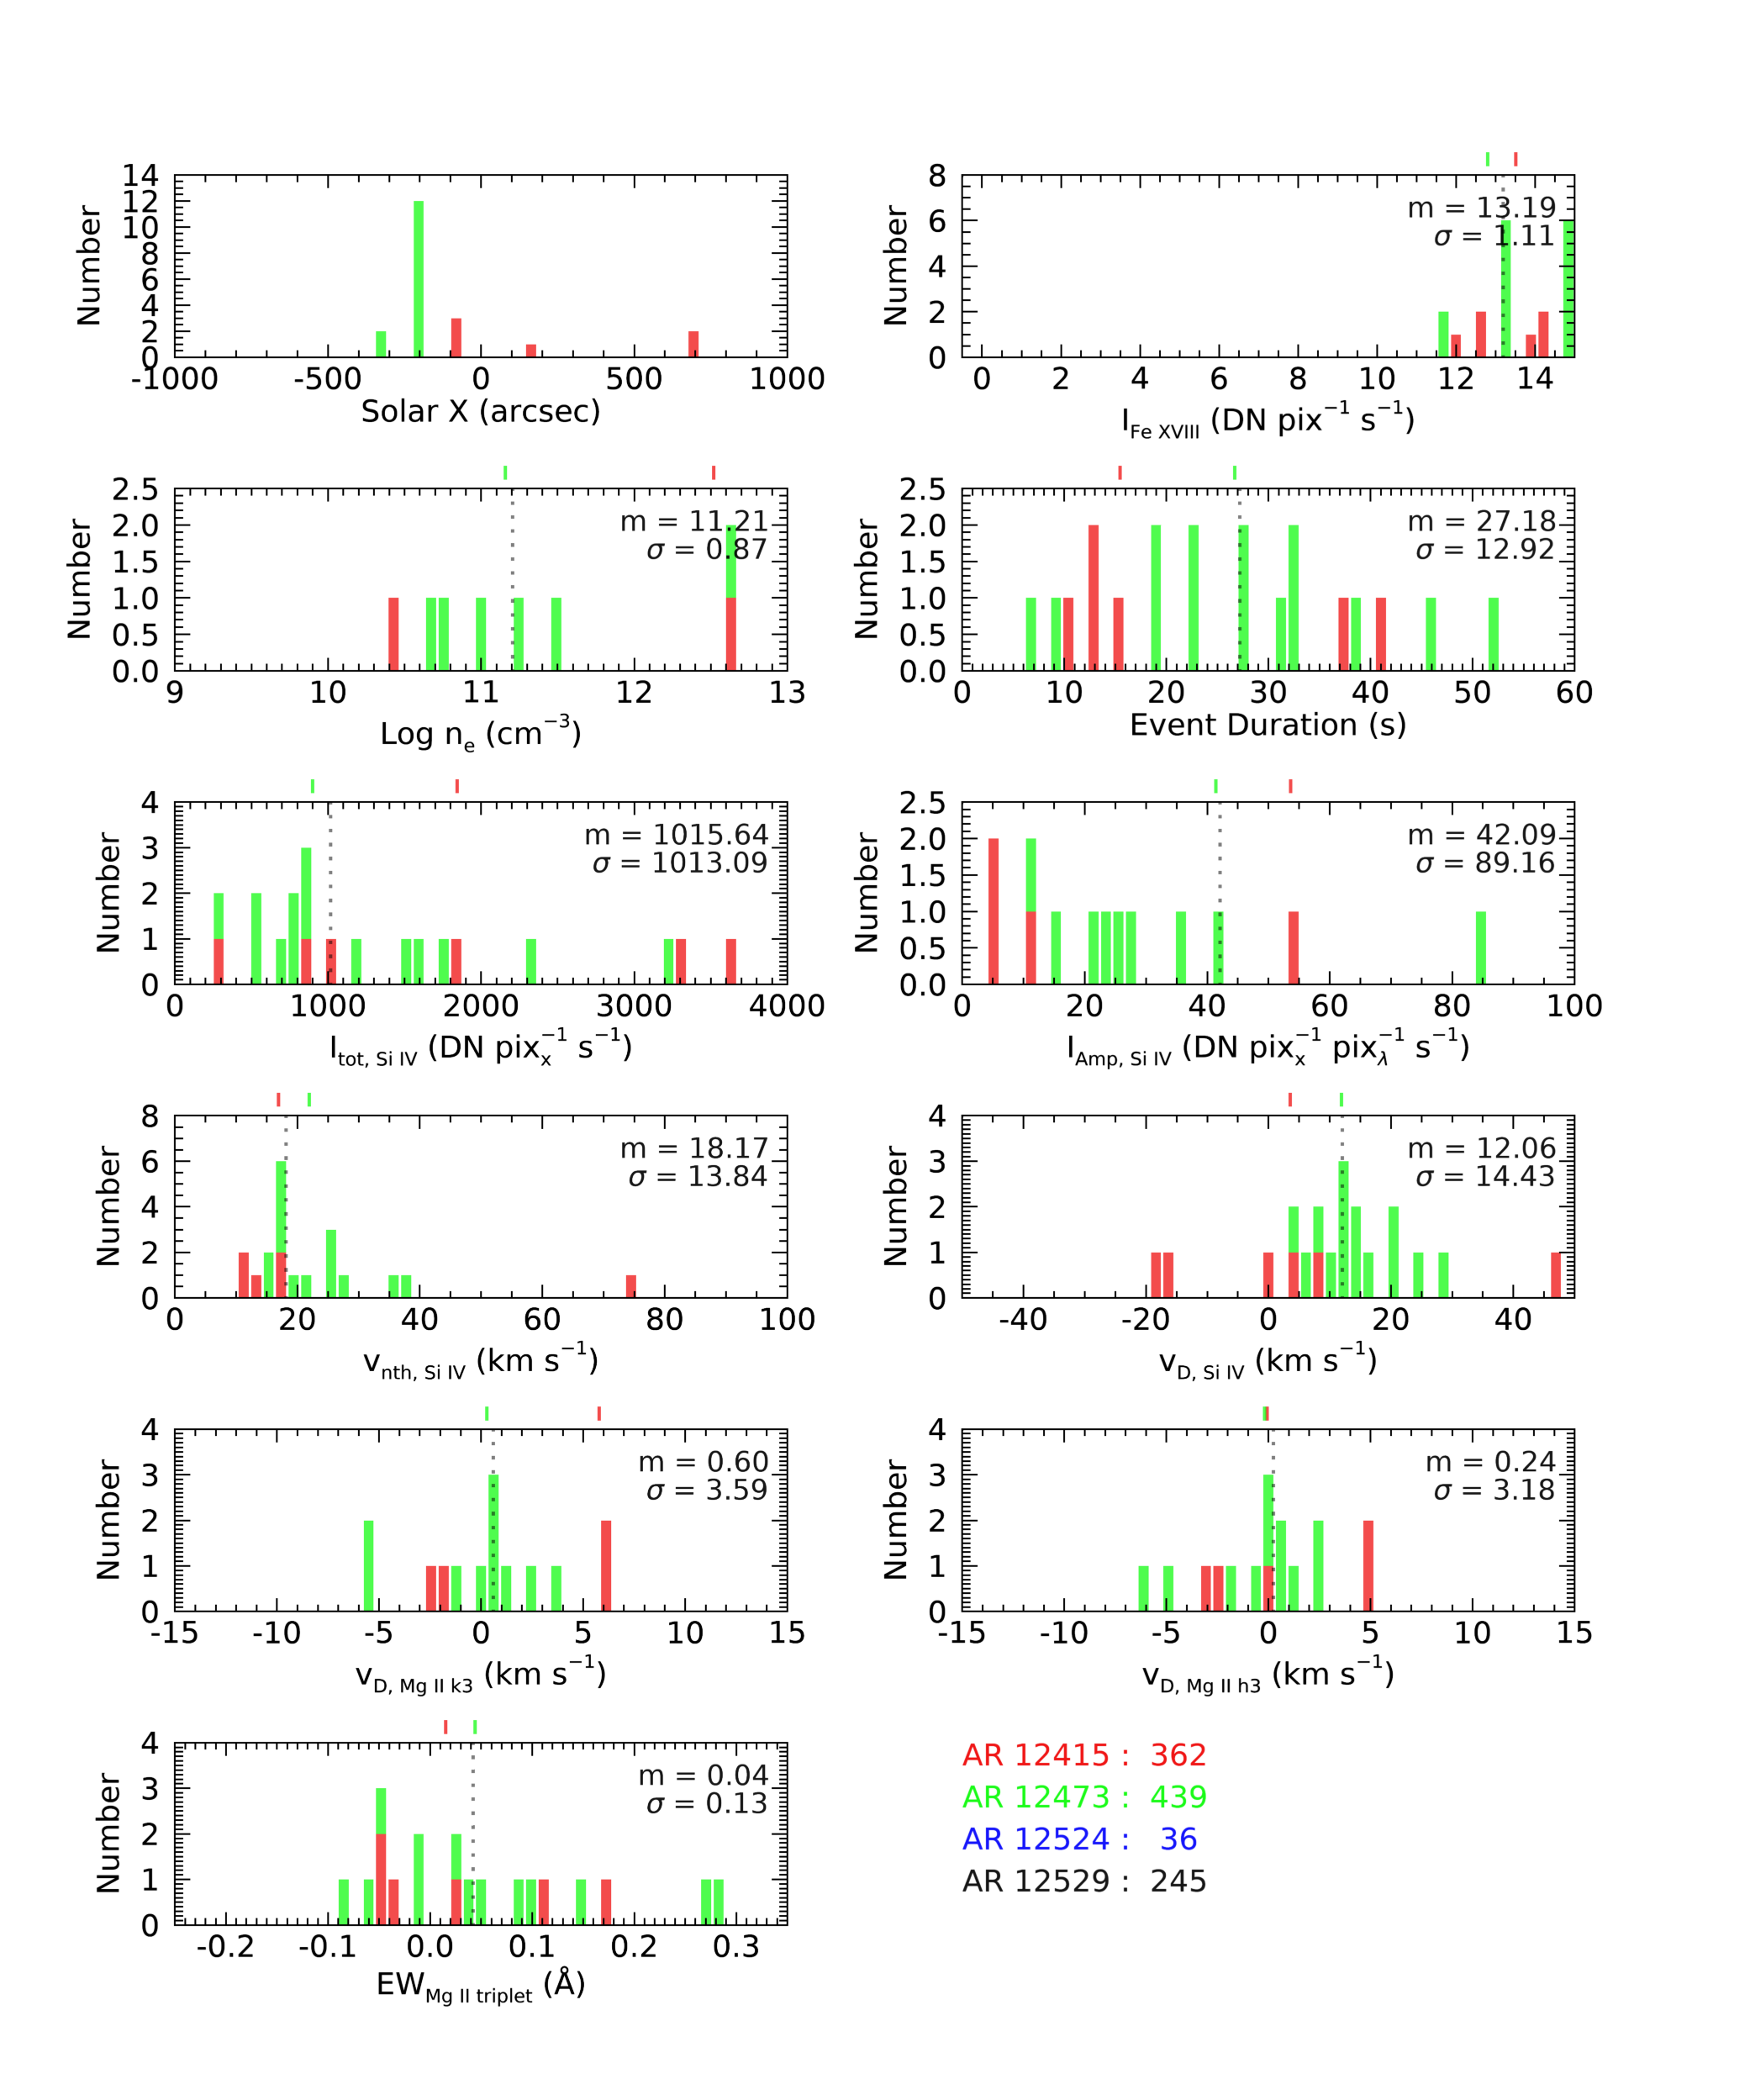 14
12
10
8
6
4
2
0
Number
-1000 -500 0 500 1000
Solar X (arcsec)
8
6
4
2
0
Number
m = 13.19
σ = 1.11
0 2 4 6 8 10 12 14
I_Fe XVIII (DN pix⁻¹ s⁻¹)
2.5
2.0
1.5
1.0
0.5
0.0
Number
m = 11.21
σ = 0.87
9 10 11 12 13
Log n_e (cm⁻³)
2.5
2.0
1.5
1.0
0.5
0.0
Number
m = 27.18
σ = 12.92
0 10 20 30 40 50 60
Event Duration (s)
4
3
2
1
0
Number
m = 1015.64
σ = 1013.09
0 1000 2000 3000 4000
I_tot, Si IV (DN pix_x⁻¹ s⁻¹)
2.5
2.0
1.5
1.0
0.5
0.0
Number
m = 42.09
σ = 89.16
0 20 40 60 80 100
I_Amp, Si IV (DN pix_x⁻¹ pix_λ⁻¹ s⁻¹)
8
6
4
2
0
Number
m = 18.17
σ = 13.84
0 20 40 60 80 100
v_nth, Si IV (km s⁻¹)
4
3
2
1
0
Number
m = 12.06
σ = 14.43
-40 -20 0 20 40
v_D, Si IV (km s⁻¹)
4
3
2
1
0
Number
m = 0.60
σ = 3.59
-15 -10 -5 0 5 10 15
v_D, Mg II k3 (km s⁻¹)
4
3
2
1
0
Number
m = 0.24
σ = 3.18
-15 -10 -5 0 5 10 15
v_D, Mg II h3 (km s⁻¹)
4
3
2
1
0
Number
m = 0.04
σ = 0.13
-0.2 -0.1 0.0 0.1 0.2 0.3
EW_Mg II triplet (Å)
AR 12415 : 362
AR 12473 : 439
AR 12524 : 36
AR 12529 : 245